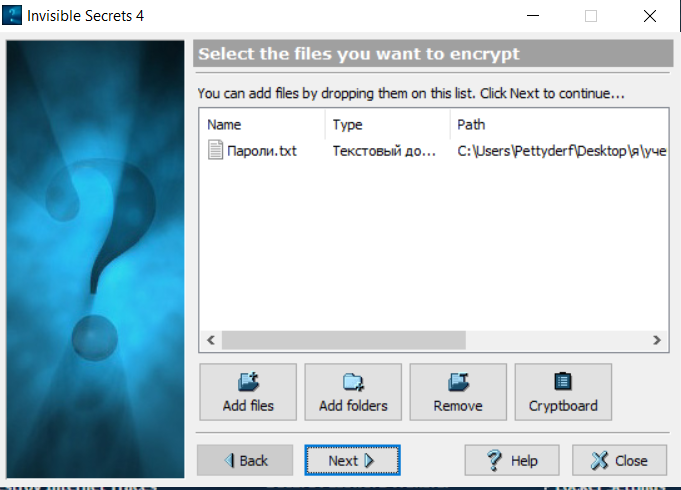 Invisible Secrets 4
Select the files you want to encrypt
You can add files by dropping them on this list. Click Next to continue...
Name Type Path
Пароли.txt Текстовый до... C:\Users\Pettyderf\Desktop\я\уче
Add files Add folders Remove Cryptboard
Back Next Help Close